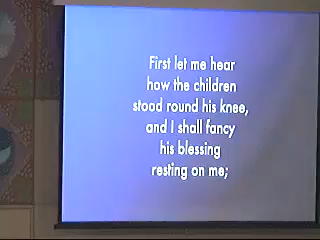 First let me hear
how the children
stood round his knee,
and I shall fancy
his blessing
resting on me;